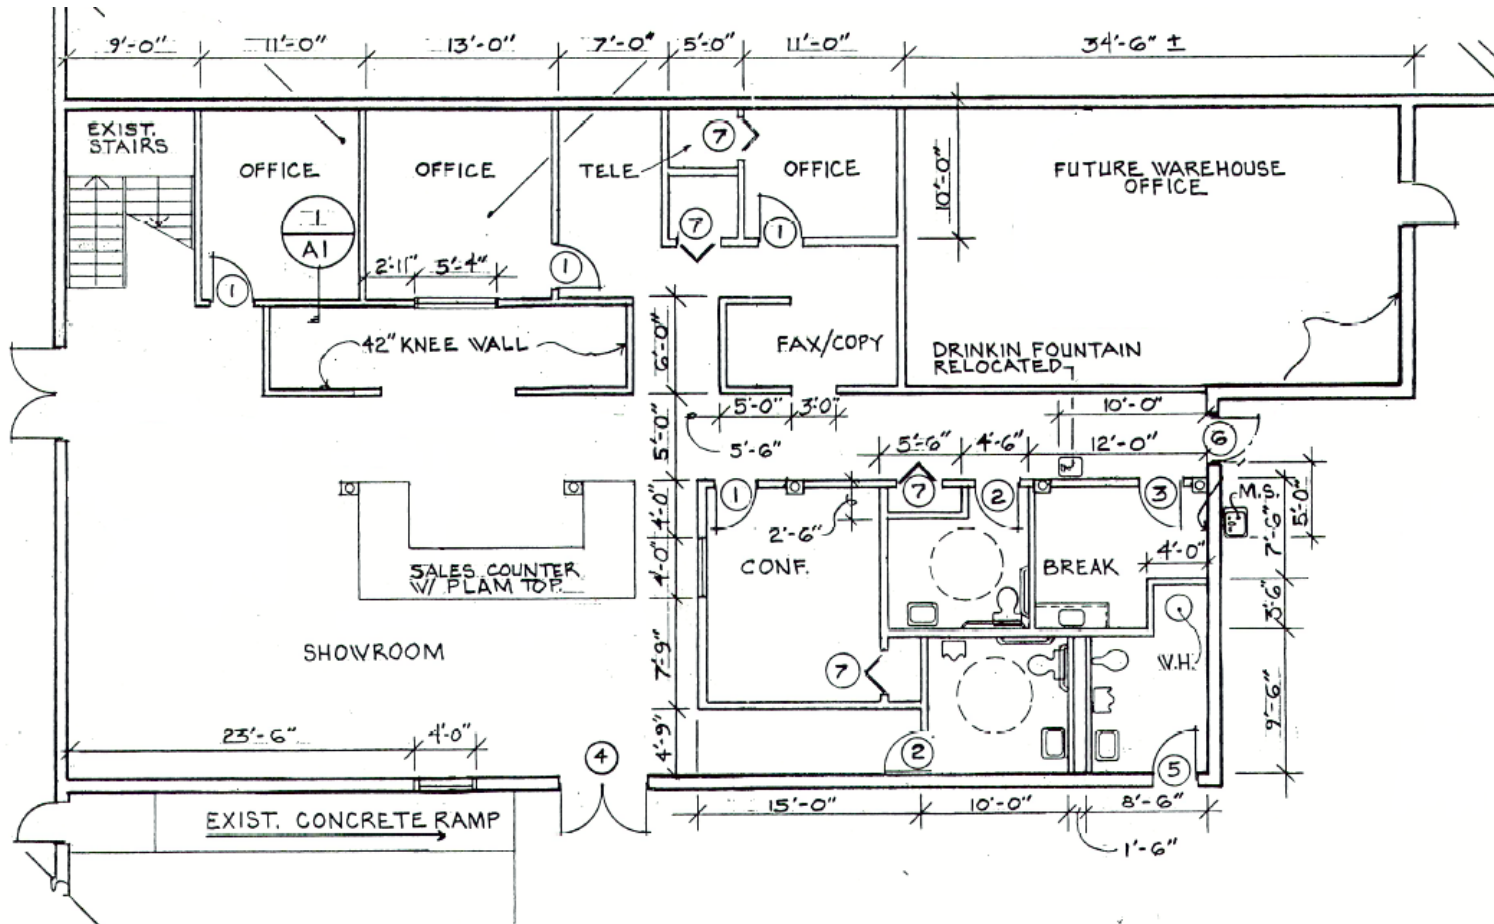 9'-0" 11'-0" 13'-0" 7'-0" 5'-0" 11'-0" 34'-6" ±
EXIST.
STAIRS
OFFICE
OFFICE
TELE
7
OFFICE
10'-0"
FUTURE WAREHOUSE
OFFICE
1
A1
7
1
2'-11" 5'-4"
1
1
42" KNEE WALL
6'-0"
FAX/COPY
DRINKIN FOUNTAIN
RELOCATED
5'-0" 3'-0"
10'-0"
5'-0"
5'-6"
5'-6" 4'-6" 12'-0"
6
1
7
2
3
M.S.
5'-0"
4'-0"
2'-6"
7'-6"
4'-0"
SALES COUNTER
W/ PLAM TOP
4'-0"
CONF.
BREAK
3'-6"
SHOWROOM
7'-9"
7
W.H.
9'-6"
23'-6" 4'-0"
4
4'-9"
2
5
EXIST. CONCRETE RAMP
15'-0" 10'-0" 8'-6"
1'-6"